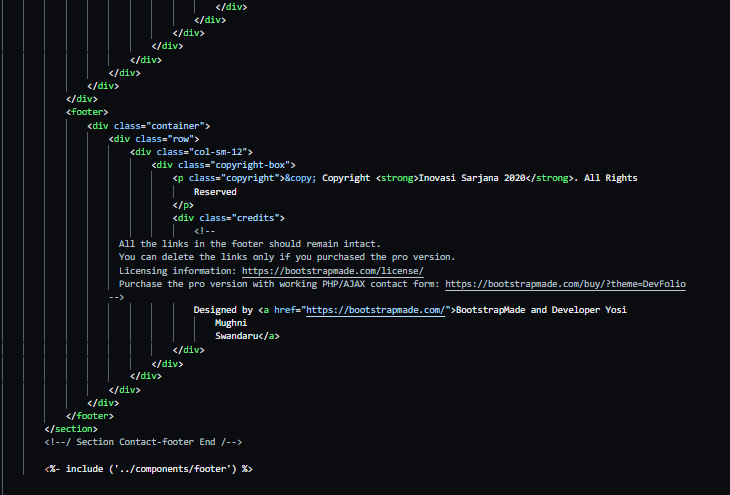 </div>
</div>
</div>
</div>
</div>
</div>
</div>
</div>
<footer>
<div class="container">
<div class="row">
<div class="col-sm-12">
<div class="copyright-box">
<p class="copyright">&copy; Copyright <strong>Inovasi Sarjana 2020</strong>. All Rights
Reserved
</p>
<div class="credits">
<!--
All the links in the footer should remain intact.
You can delete the links only if you purchased the pro version.
Licensing information: https://bootstrapmade.com/license/
Purchase the pro version with working PHP/AJAX contact form: https://bootstrapmade.com/buy/?theme=DevFolio
-->
Designed by <a href="https://bootstrapmade.com/">BootstrapMade and Developer Yosi
Mughni
Swandaru</a>
</div>
</div>
</div>
</div>
</div>
</footer>
</section>
<!--/ Section Contact-footer End /-->
<%- include ('../components/footer') %>